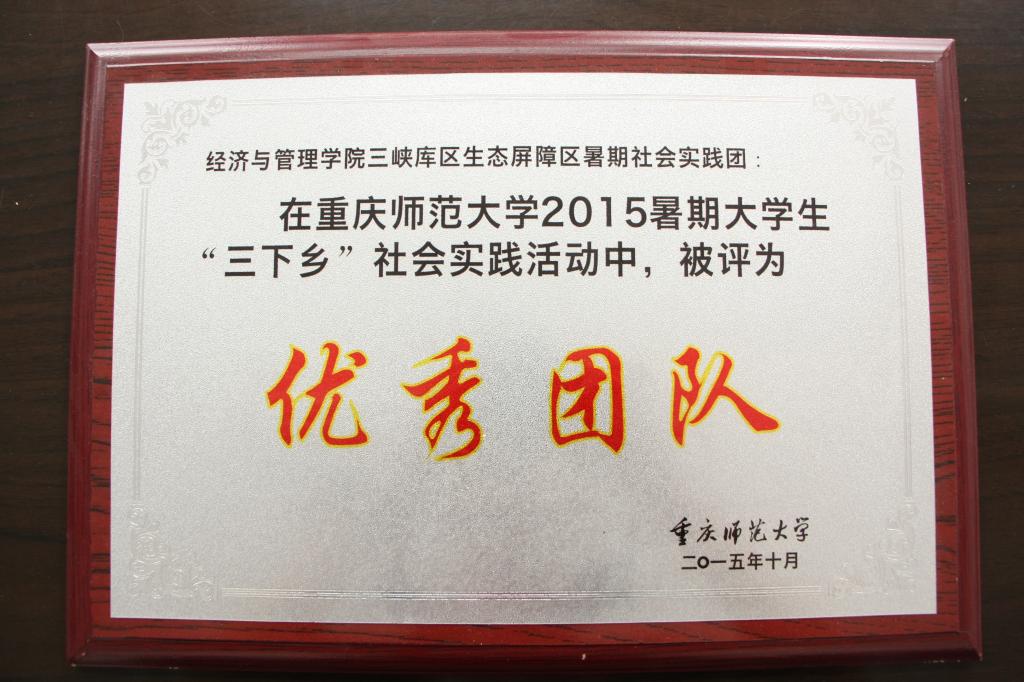 经济与管理学院三峡库区生态屏障区暑期社会实践团：
在重庆师范大学2015暑期大学生
“三下乡”社会实践活动中，被评为
优秀团队
重庆师范大学
二〇一五年十月